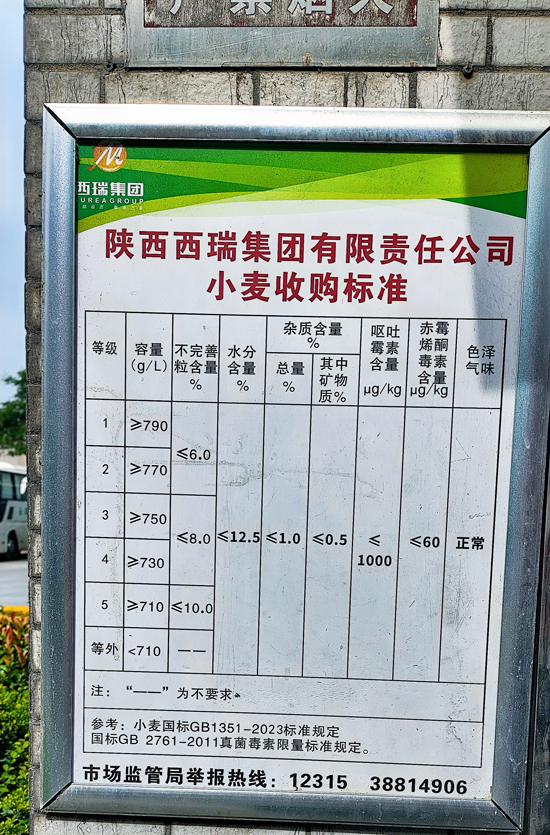 严禁烟火
西瑞集团
UREAGROUP
陕西西瑞集团有限责任公司
小麦收购标准
等级 容量 (g/L) 不完善粒含量 % 水分含量 % 杂质含量 % 总量 % 其中矿物质% 呕吐霉素含量 μg/kg 赤霉烯酮毒素含量 μg/kg 色泽气味
1 ≥790 ≤6.0
2 ≥770
3 ≥750 ≤8.0 ≤12.5 ≤1.0 ≤0.5 ≤1000 ≤60 正常
4 ≥730
5 ≥710 ≤10.0
等外 <710 ——
注：“——”为不要求。
参考：小麦国标GB1351-2023标准规定
国标GB 2761-2011真菌毒素限量标准规定。
市场监管局举报热线：12315 38814906